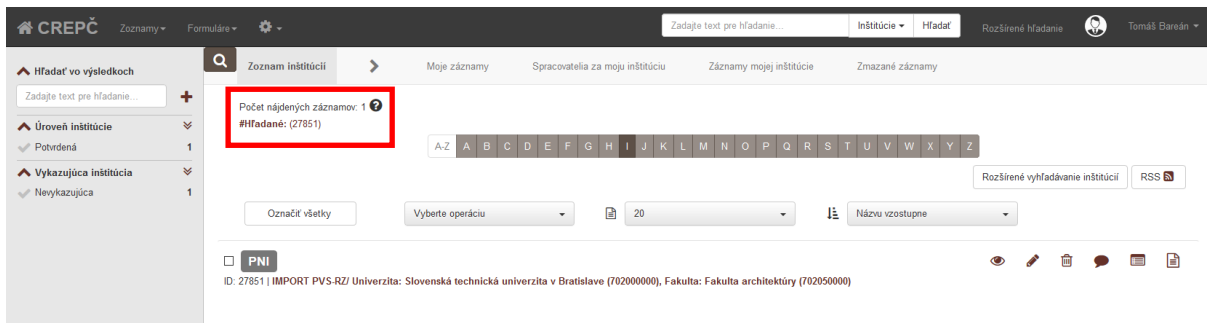 CREPČ Zoznamy Formuláre Zadajte text pre hľadanie... Inštitúcie Hľadať Rozšírené hľadanie Tomáš Bareán
Hľadať vo výsledkoch
Zadajte text pre hľadanie...
Úroveň inštitúcie
Potvrdená 1
Vykazujúca inštitúcia
Nevykazujúca 1
Zoznam inštitúcií Moje záznamy Spracovatelia za moju inštitúciu Záznamy mojej inštitúcie Zmazané záznamy
Počet nájdených záznamov: 1
#Hľadané: (27851)
A-Z A B C D E F G H I J K L M N O P Q R S T U V W X Y Z
Rozšírené vyhľadávanie inštitúcií RSS
Označiť všetky Vyberte operáciu 20 Názvu vzostupne
PNI
ID: 27851 | IMPORT PVS-RZ/ Univerzita: Slovenská technická univerzita v Bratislave (702000000), Fakulta: Fakulta architektúry (702050000)